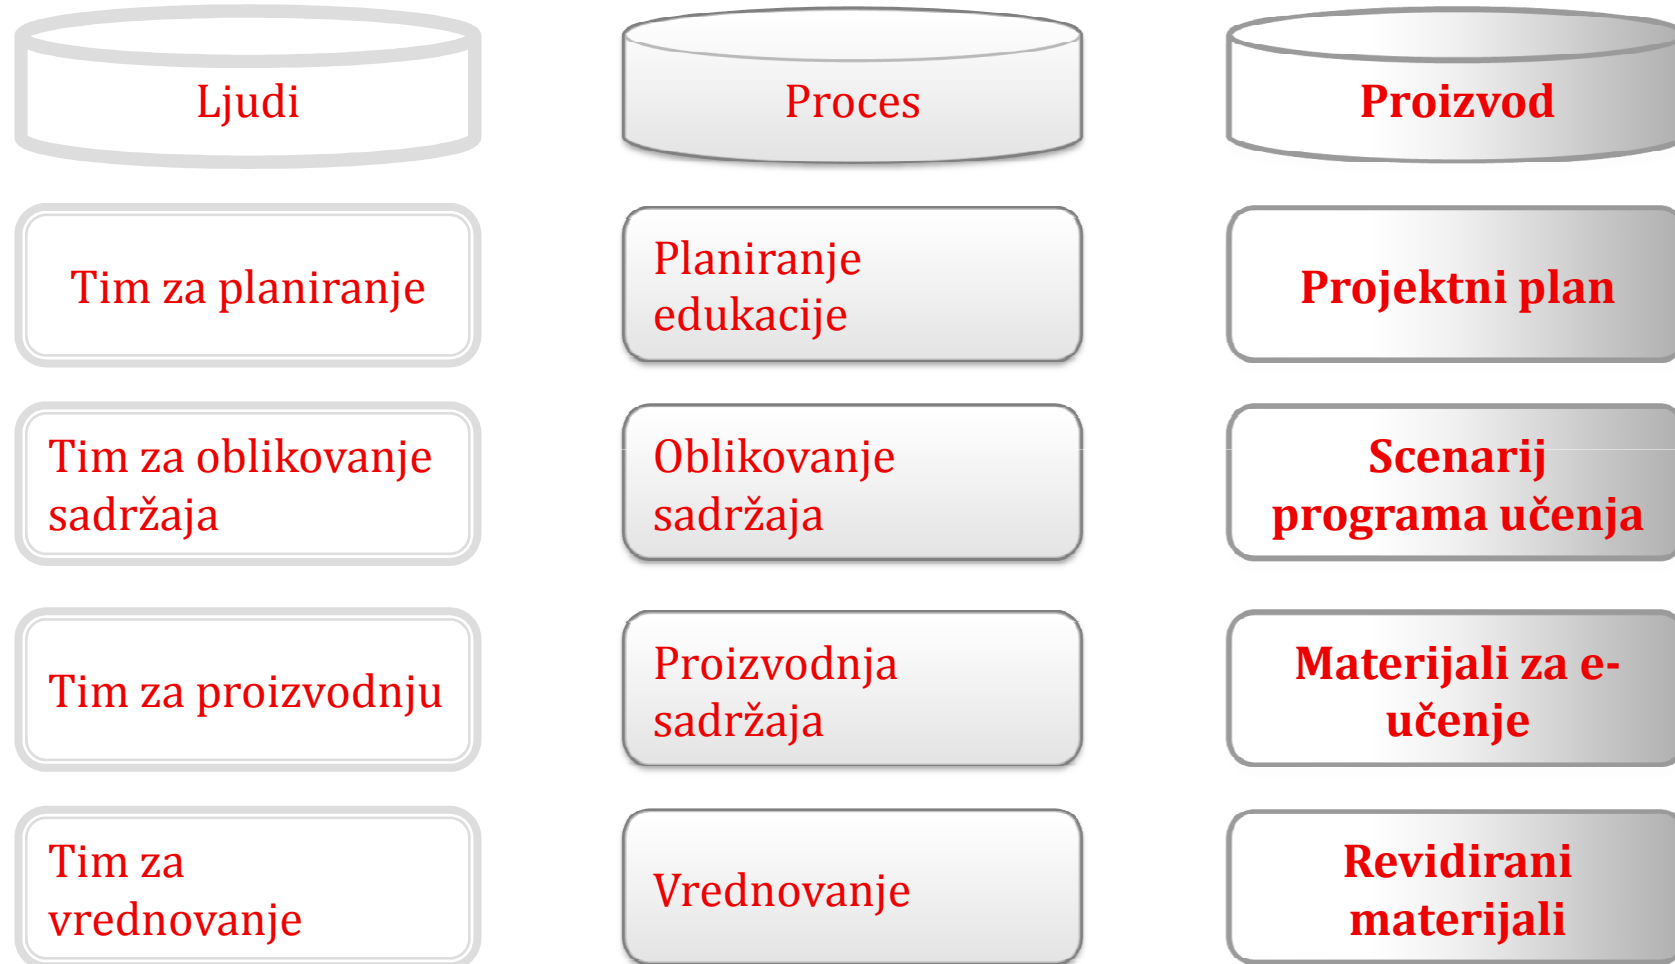 Ljudi
Proces
Proizvod
Tim za planiranje
Planiranje
edukacije
Projektni plan
Tim za oblikovanje
sadržaja
Oblikovanje
sadržaja
Scenarij
programa učenja
Tim za proizvodnju
Proizvodnja
sadržaja
Materijali za e-
učenje
Tim za
vrednovanje
Vrednovanje
Revidirani
materijali